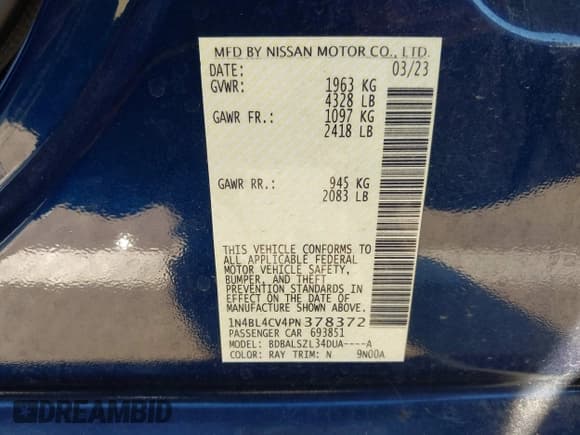 MFD BY NISSAN MOTOR CO., LTD.
DATE: 03/23
GVWR: 1963 KG
4328 LB
GAWR FR.: 1097 KG
2418 LB
GAWR RR.: 945 KG
2083 LB
THIS VEHICLE CONFORMS TO
ALL APPLICABLE FEDERAL
MOTOR VEHICLE SAFETY,
BUMPER, AND THEFT
PREVENTION STANDARDS IN
EFFECT ON THE DATE OF
MANUFACTURE SHOWN ABOVE.
1N4BL4CV4PN378372
PASSENGER CAR 693851
MODEL: BDBALSZL34DUA----A
COLOR: RAY TRIM: N 9N00A
DREAMBID